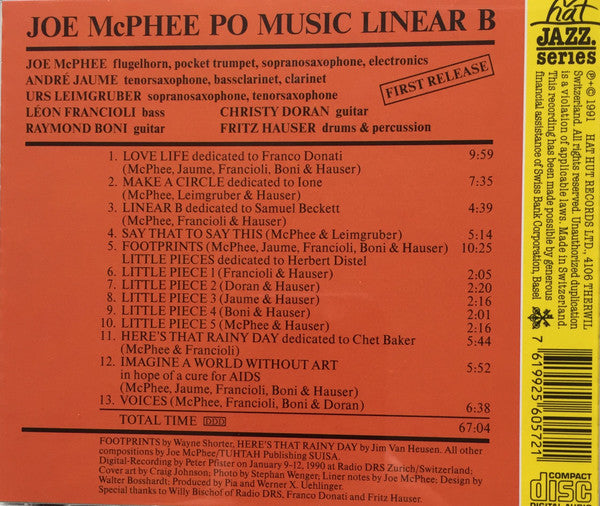 JOE McPHEE PO MUSIC LINEAR B
JOE McPHEE flugelhorn, pocket trumpet, sopranosaxophone, electronics
ANDRÉ JAUME tenorsaxophone, bassclarinet, clarinet
URS LEIMGRUBER sopranosaxophone, tenorsaxophone
LÉON FRANCIOLI bass CHRISTY DORAN guitar
RAYMOND BONI guitar FRITZ HAUSER drums & percussion
FIRST RELEASE
1. LOVE LIFE dedicated to Franco Donati 9:59
(McPhee, Jaume, Francioli, Boni & Hauser)
2. MAKE A CIRCLE dedicated to Ione 7:35
(McPhee, Leimgruber & Hauser)
3. LINEAR B dedicated to Samuel Beckett 4:39
(McPhee, Francioli & Hauser)
4. SAY THAT TO SAY THIS (McPhee & Leimgruber) 5:14
5. FOOTPRINTS (McPhee, Jaume, Francioli, Boni & Hauser) 10:25
LITTLE PIECES dedicated to Herbert Distel
6. LITTLE PIECE 1 (Francioli & Hauser) 2:05
7. LITTLE PIECE 2 (Doran & Hauser) 2:20
8. LITTLE PIECE 3 (Jaume & Hauser) 2:16
9. LITTLE PIECE 4 (Boni & Hauser) 2:01
10. LITTLE PIECE 5 (McPhee & Hauser) 2:16
11. HERE'S THAT RAINY DAY dedicated to Chet Baker 5:44
(McPhee & Francioli)
12. IMAGINE A WORLD WITHOUT ART 5:52
in hope of a cure for AIDS
(McPhee, Jaume, Francioli, Boni & Hauser)
13. VOICES (McPhee, Francioli, Boni & Doran) 6:38
TOTAL TIME DDD 67:04
FOOTPRINTS by Wayne Shorter, HERE'S THAT RAINY DAY by Jim Van Heusen. All other
compositions by Joe McPhee/TUHTAH Publishing SUISA.
Digital-Recording by Peter Pfister on January 9-12, 1990 at Radio DRS Zurich/Switzerland;
Cover art by Craig Johnson; Photo by Stephan Wenger; Liner notes by Joe McPhee; Design by
Walter Bosshardt; Produced by Pia and Werner X. Uehlinger.
Special thanks to Willy Bischof of Radio DRS, Franco Donati and Fritz Hauser.
hat
JAZZ.
series
℗+© 1991 HAT HUT RECORDS LTD., 4106 THERWIL
Switzerland. All rights reserved. Unauthorized duplication
is a violation of applicable laws. Made in Switzerland.
This recording has been made possible by generous
financial assistance of Swiss Bank Corporation, Basel
7 619925 605721
COMPACT
disc
DIGITAL AUDIO